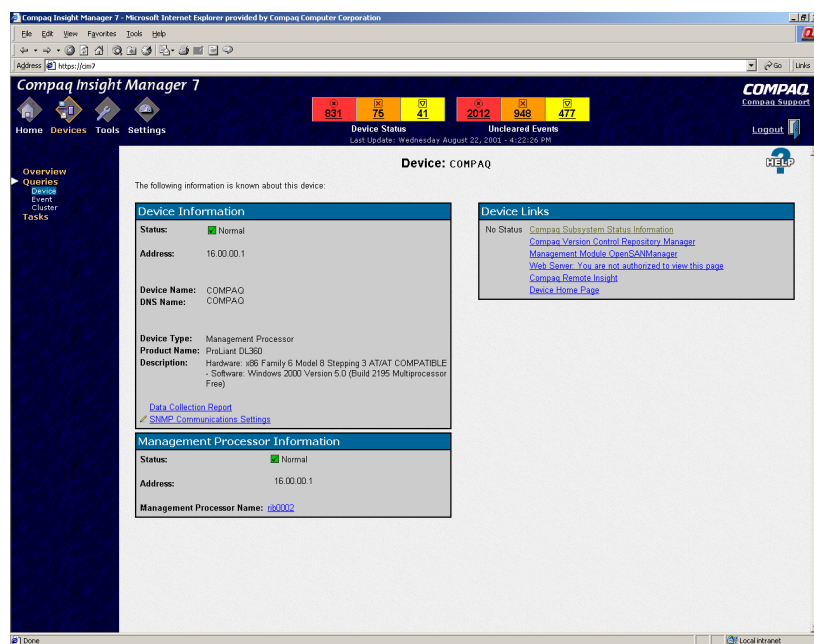 Compaq Insight Manager 7 - Microsoft Internet Explorer provided by Compaq Computer Corporation
File Edit View Favorites Tools Help
Address https://cim7 Go Links
Compaq Insight Manager 7
COMPAQ
Compaq Support
Home Devices Tools Settings
831 75 41 2012 948 477
Device Status Uncleared Events
Last Update: Wednesday August 22, 2001 - 4:22:26 PM
Logout
Overview
Queries
Device
Event
Cluster
Tasks
Device: COMPAQ
HELP
The following information is known about this device:
Device Information
Status: Normal
Address: 16.00.00.1
Device Name: COMPAQ
DNS Name: COMPAQ
Device Type: Management Processor
Product Name: ProLiant DL360
Description: Hardware: x86 Family 6 Model 8 Stepping 3 AT/AT COMPATIBLE
- Software: Windows 2000 Version 5.0 (Build 2195 Multiprocessor
Free)
Data Collection Report
SNMP Communications Settings
Management Processor Information
Status: Normal
Address: 16.00.00.1
Management Processor Name: rib0002
Device Links
No Status Compaq Subsystem Status Information
Compaq Version Control Repository Manager
Management Module OpenSANManager
Web Server: You are not authorized to view this page
Compaq Remote Insight
Device Home Page
Done
Local intranet